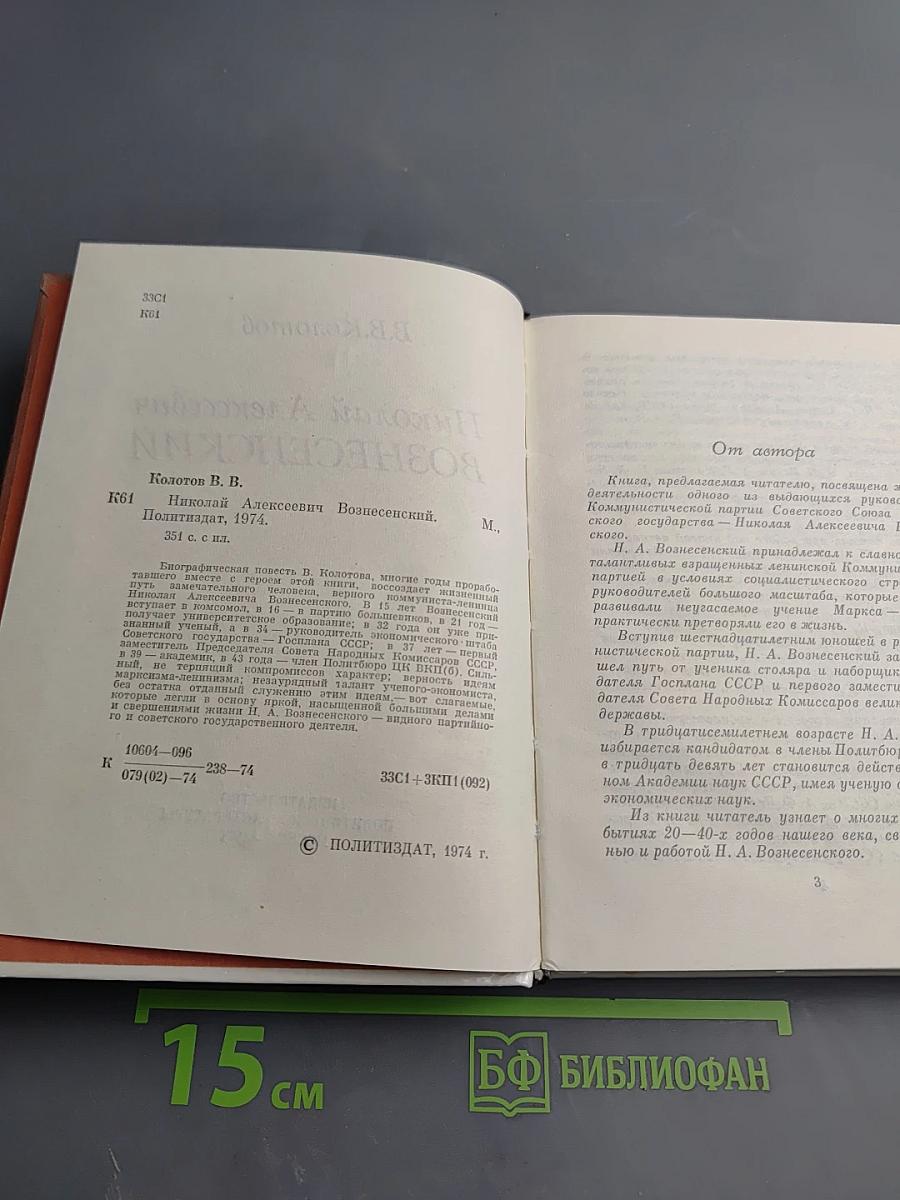 33С1
К61
Колотов В. В.
К61 Николай Алексеевич Вознесенский. М.,
Политиздат, 1974.
351 с. с ил.
Биографическая повесть В. Колотова, многие годы прорабо-
тавшего вместе с героем этой книги, воссоздает жизненный
путь замечательного человека, верного коммуниста-ленинца
Николая Алексеевича Вознесенского. В 15 лет Вознесенский
вступает в комсомол, в 16 — в партию большевиков, в 21 год —
получает университетское образование; в 32 года он уже при-
знанный ученый, а в 34 — руководитель экономического штаба
Советского государства — Госплана СССР; в 37 лет — первый
заместитель Председателя Совета Народных Комиссаров СССР,
в 39 — академик, в 43 года — член Политбюро ЦК ВКП(б). Силь-
ный, не терпящий компромиссов характер; верность идеям
марксизма-ленинизма; незаурядный талант ученого-экономиста,
без остатка отданный служению этим идеям,— вот слагаемые,
которые легли в основу яркой, насыщенной большими делами
и свершениями жизни Н. А. Вознесенского — видного партийно-
го и советского государственного деятеля.
К 10604—096
079(02)—74 238—74 33С1+3КП1(092)
© ПОЛИТИЗДАТ, 1974 г.
От автора
Книга, предлагаемая читателю, посвящена ж
деятельности одного из выдающихся руково
Коммунистической партии Советского Союза
ского государства — Николая Алексеевича
ского.
Н. А. Вознесенский принадлежал к славно
талантливых взращенных ленинской Коммуни
партией в условиях социалистического стр
руководителей большого масштаба, которые
развивали неугасаемое учение Маркса —
практически претворяли его в жизнь.
Вступив шестнадцатилетним юношей в р
нистической партии, Н. А. Вознесенский за
шел путь от ученика столяра и наборщик
дателя Госплана СССР и первого замести
дателя Совета Народных Комиссаров вели
державы.
В тридцатисемилетнем возрасте Н. А.
избирается кандидатом в члены Политбюр
в тридцать девять лет становится действ
ном Академии наук СССР, имея ученую с
экономических наук.
Из книги читатель узнает о многих
бытиях 20—40-х годов нашего века, св
нью и работой Н. А. Вознесенского.
3
15 см
БФ БИБЛИОФАН